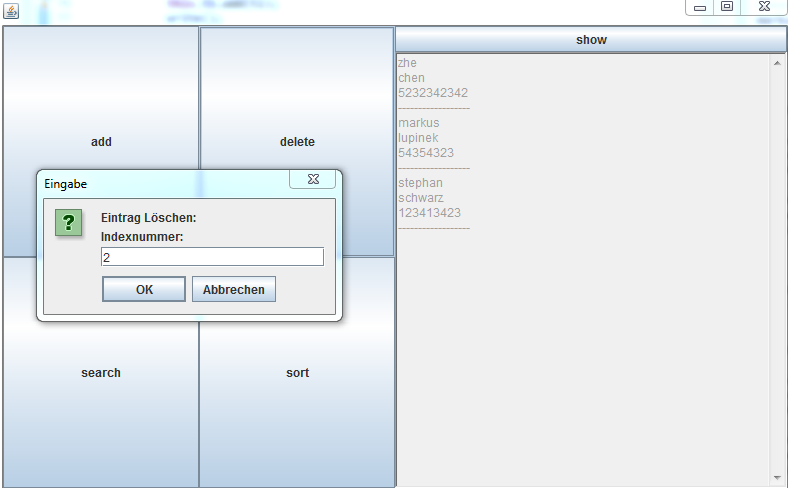 show
add
delete
search
sort
zhe
chen
5232342342
------------------
markus
lupinek
54354323
------------------
stephan
schwarz
123413423
------------------
Eingabe
?
Eintrag Löschen:
Indexnummer:
2
OK Abbrechen